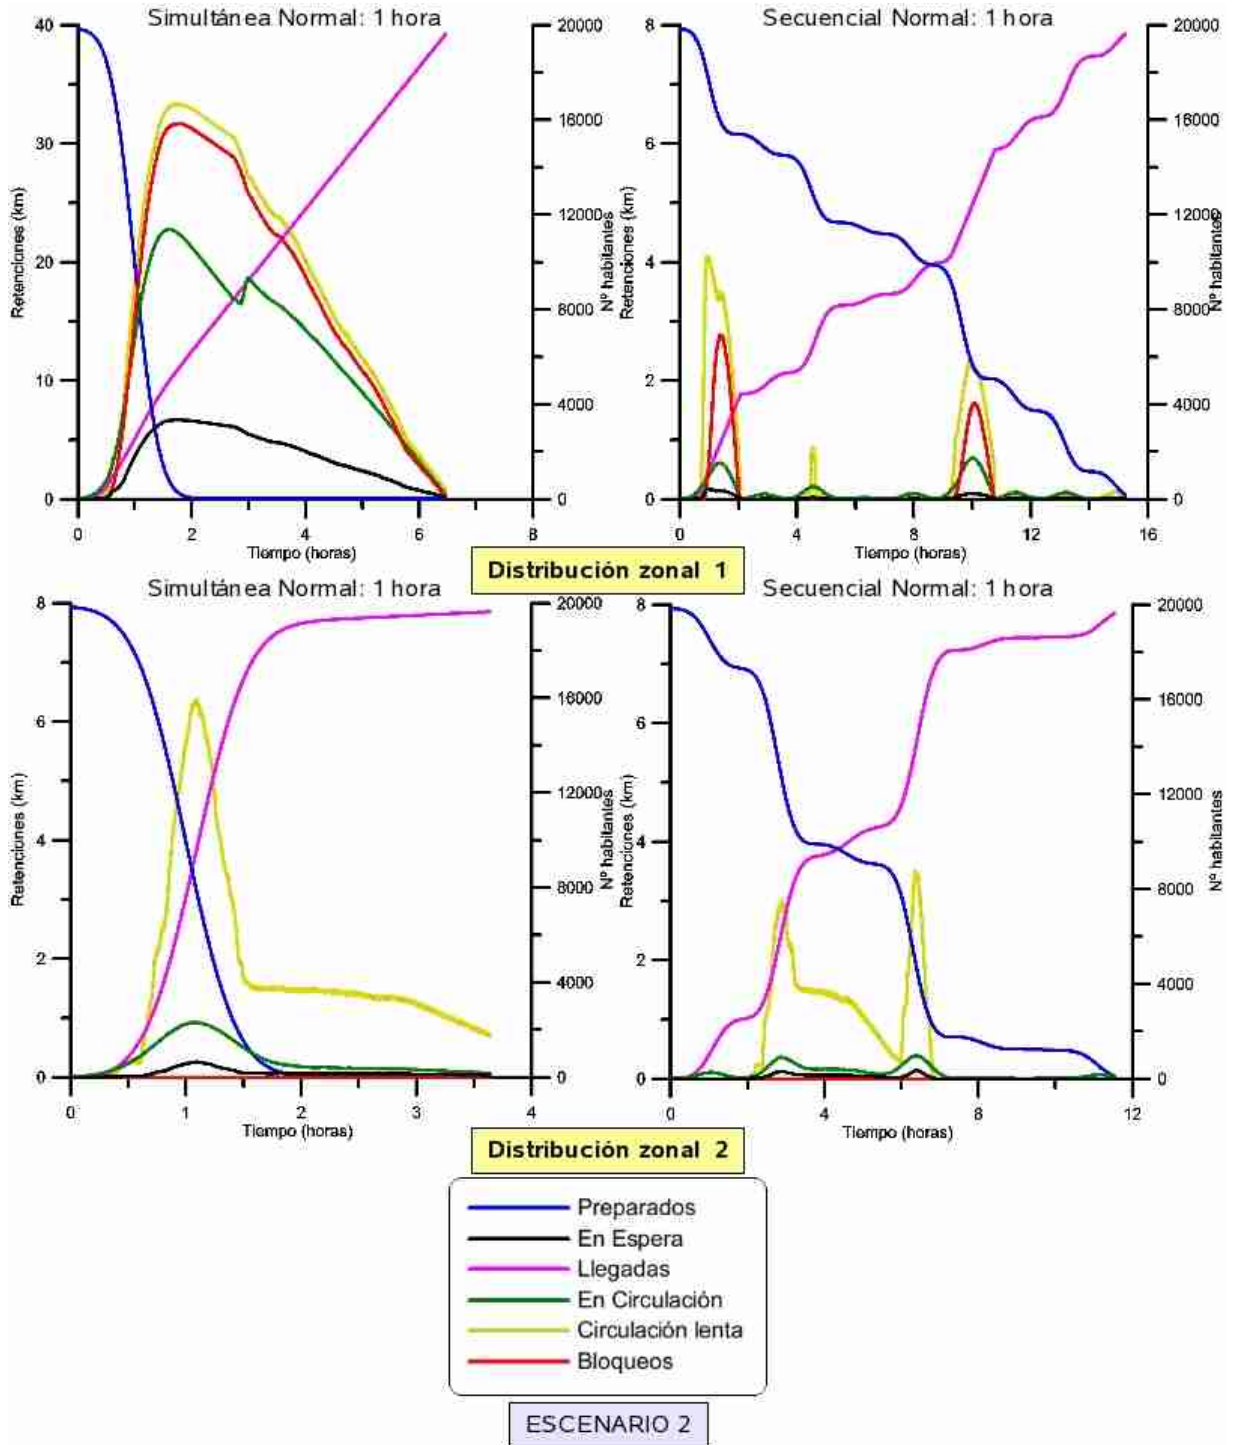 Simultánea Normal: 1 hora
Secuencial Normal: 1 hora
40
30
20
10
0
Retenciones (km)
20000
16000
12000
8000
4000
0
Nº habitantes
0 2 4 6 8
Tiempo (horas)
8
6
4
2
0
Retenciones (km)
20000
16000
12000
8000
4000
0
Nº habitantes
0 4 8 12 16
Tiempo (horas)
Distribución zonal 1
Simultánea Normal: 1 hora
Secuencial Normal: 1 hora
8
6
4
2
0
Retenciones (km)
20000
16000
12000
8000
4000
0
Nº habitantes
0 1 2 3 4
Tiempo (horas)
8
6
4
2
0
Retenciones (km)
20000
16000
12000
8000
4000
0
Nº habitantes
0 4 8 12
Tiempo (horas)
Distribución zonal 2
Preparados
En Espera
Llegadas
En Circulación
Circulación lenta
Bloqueos
ESCENARIO 2